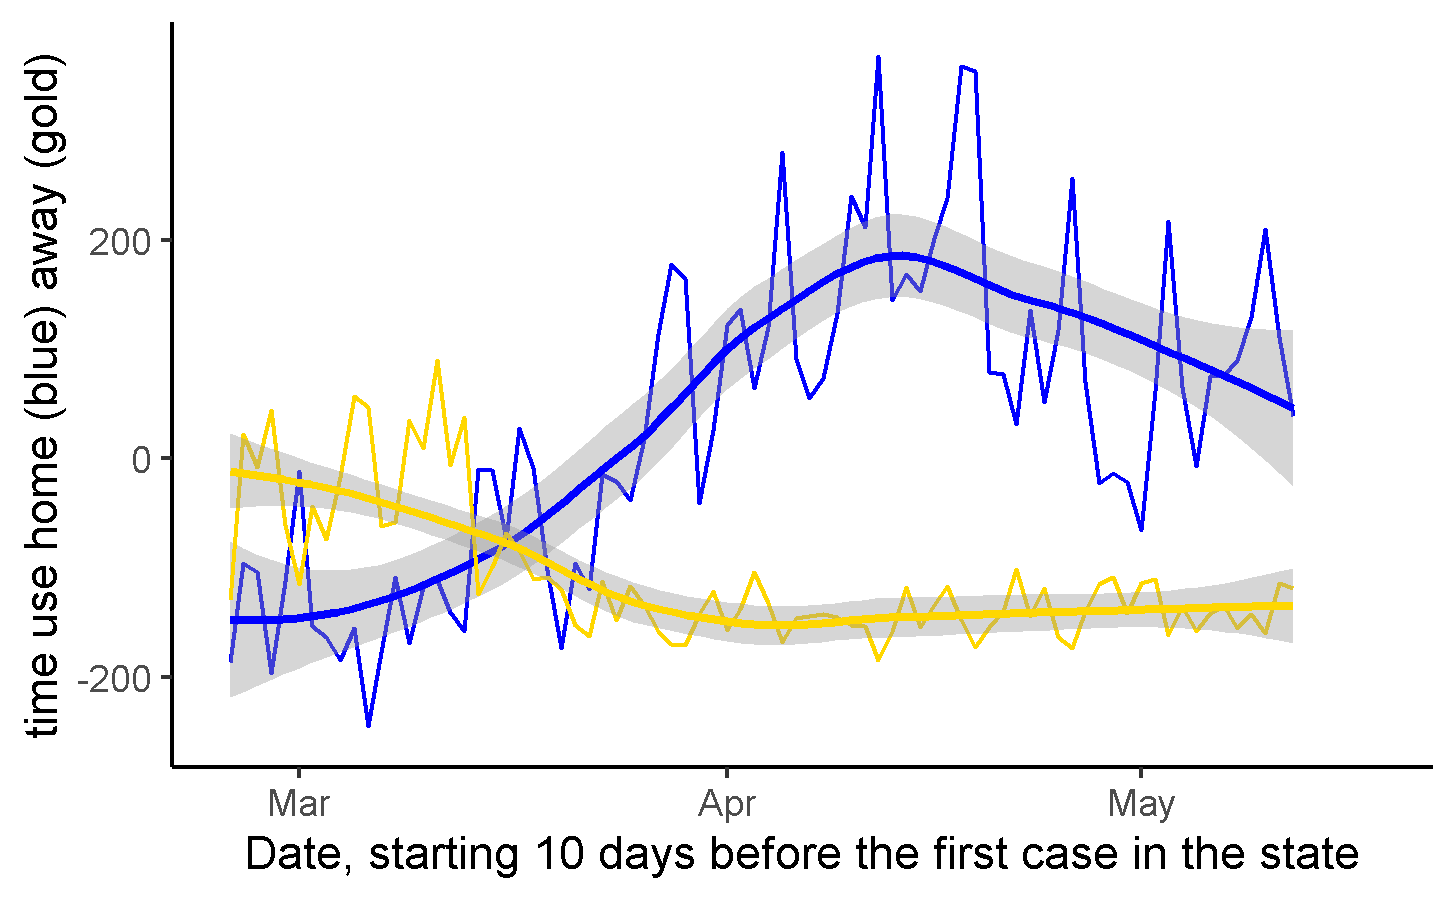 time use home (blue) away (gold)
200
0
-200
Mar
Apr
May
Date, starting 10 days before the first case in the state